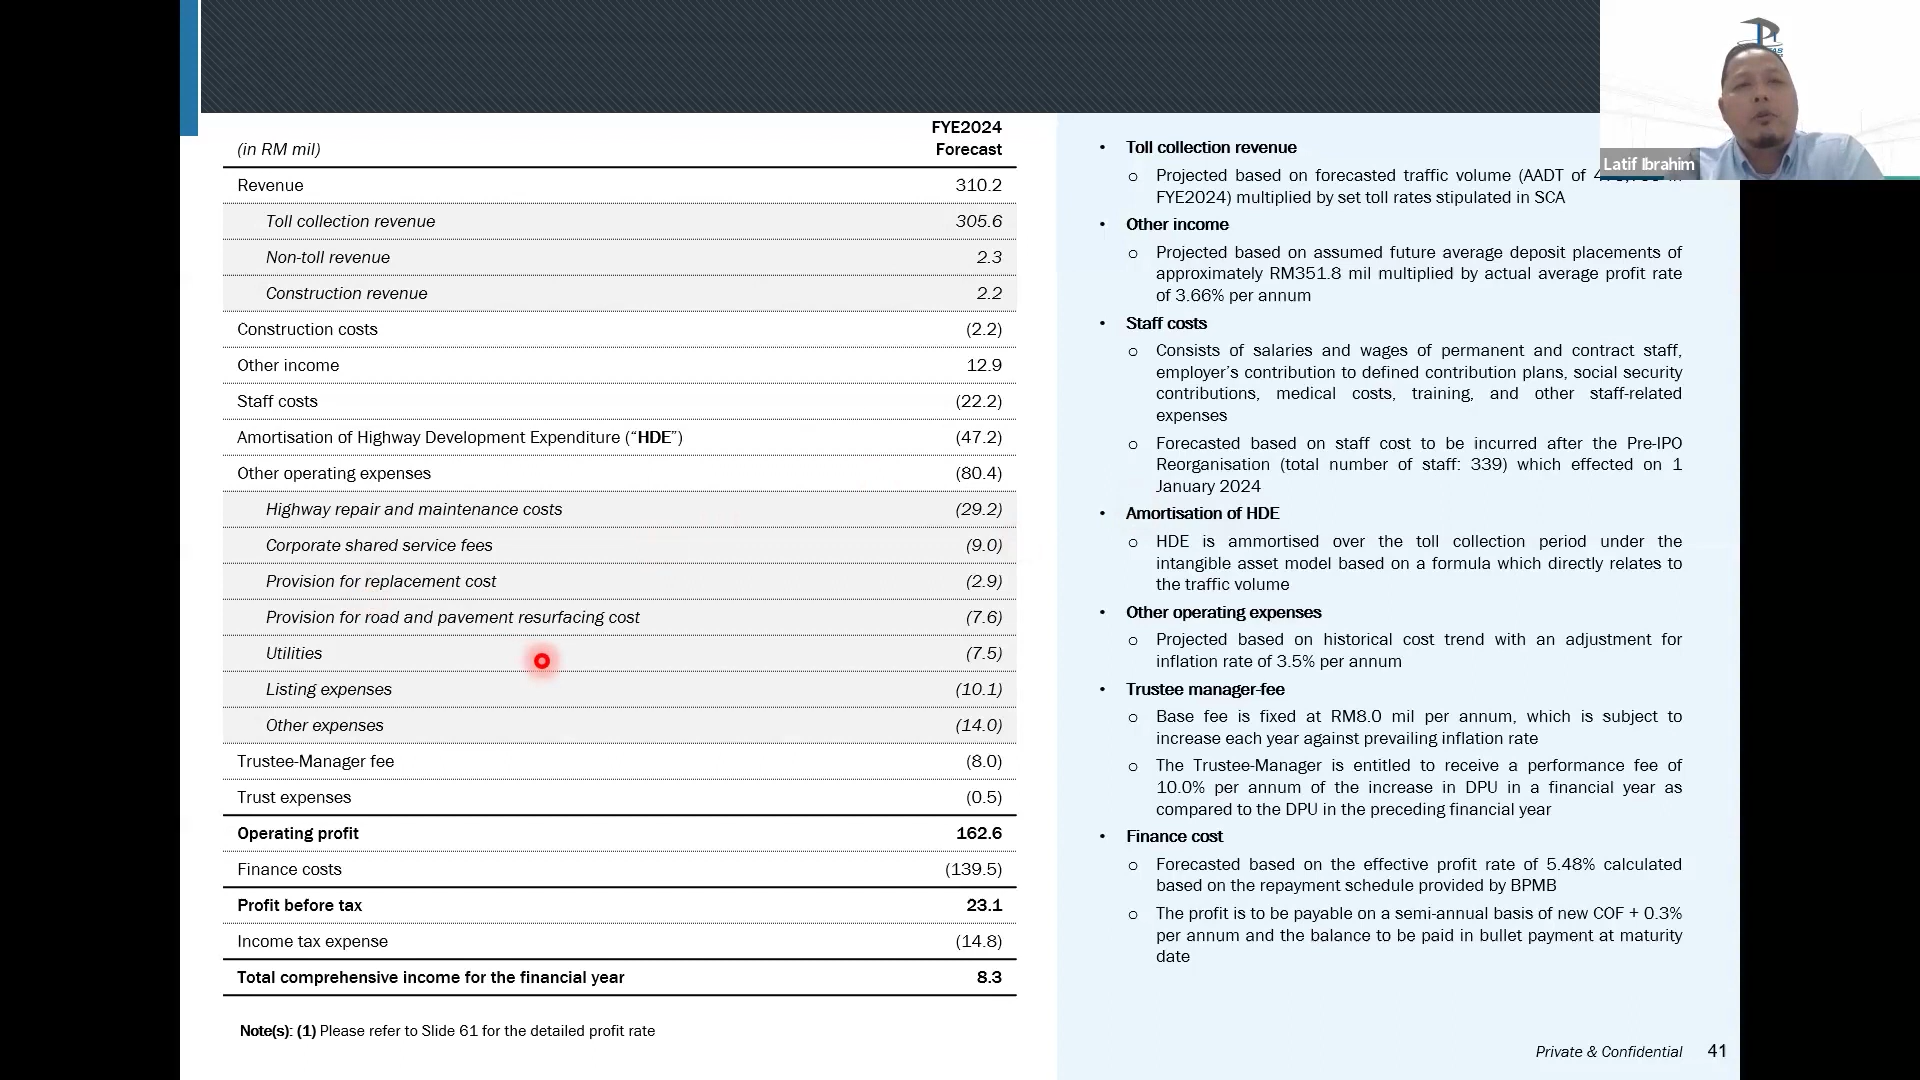 FYE2024
(in RM mil) Forecast
Revenue 310.2
Toll collection revenue 305.6
Non-toll revenue 2.3
Construction revenue 2.2
Construction costs (2.2)
Other income 12.9
Staff costs (22.2)
Amortisation of Highway Development Expenditure (“HDE”) (47.2)
Other operating expenses (80.4)
Highway repair and maintenance costs (29.2)
Corporate shared service fees (9.0)
Provision for replacement cost (2.9)
Provision for road and pavement resurfacing cost (7.6)
Utilities (7.5)
Listing expenses (10.1)
Other expenses (14.0)
Trustee-Manager fee (8.0)
Trust expenses (0.5)
Operating profit 162.6
Finance costs (139.5)
Profit before tax 23.1
Income tax expense (14.8)
Total comprehensive income for the financial year 8.3
Note(s): (1) Please refer to Slide 61 for the detailed profit rate
• Toll collection revenue
o Projected based on forecasted traffic volume (AADT of
FYE2024) multiplied by set toll rates stipulated in SCA
• Other income
o Projected based on assumed future average deposit placements of
approximately RM351.8 mil multiplied by actual average profit rate
of 3.66% per annum
• Staff costs
o Consists of salaries and wages of permanent and contract staff,
employer’s contribution to defined contribution plans, social security
contributions, medical costs, training, and other staff-related
expenses
o Forecasted based on staff cost to be incurred after the Pre-IPO
Reorganisation (total number of staff: 339) which effected on 1
January 2024
• Amortisation of HDE
o HDE is ammortised over the toll collection period under the
intangible asset model based on a formula which directly relates to
the traffic volume
• Other operating expenses
o Projected based on historical cost trend with an adjustment for
inflation rate of 3.5% per annum
• Trustee manager-fee
o Base fee is fixed at RM8.0 mil per annum, which is subject to
increase each year against prevailing inflation rate
o The Trustee-Manager is entitled to receive a performance fee of
10.0% per annum of the increase in DPU in a financial year as
compared to the DPU in the preceding financial year
• Finance cost
o Forecasted based on the effective profit rate of 5.48% calculated
based on the repayment schedule provided by BPMB
o The profit is to be payable on a semi-annual basis of new COF + 0.3%
per annum and the balance to be paid in bullet payment at maturity
date
Private & Confidential 41
Latif Ibrahim